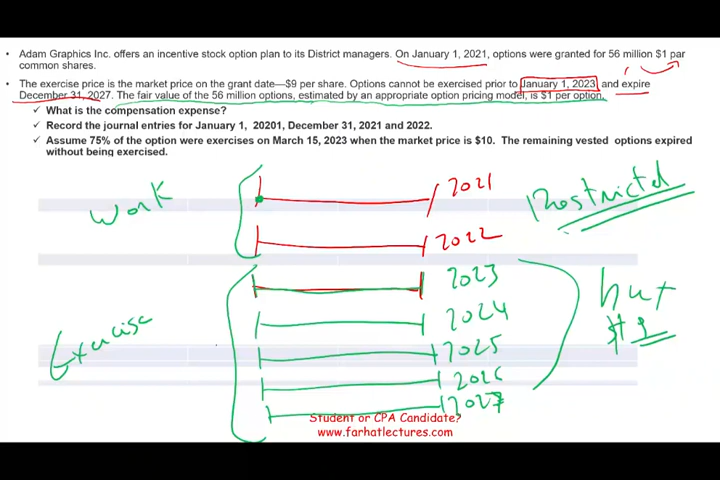 • Adam Graphics Inc. offers an incentive stock option plan to its District managers. On January 1, 2021, options were granted for 56 million $1 par
common shares.
• The exercise price is the market price on the grant date—$9 per share. Options cannot be exercised prior to January 1, 2023, and expire
December 31, 2027. The fair value of the 56 million options, estimated by an appropriate option pricing model, is $1 per option.
✓ What is the compensation expense?
✓ Record the journal entries for January 1, 20201, December 31, 2021 and 2022.
✓ Assume 75% of the option were exercises on March 15, 2023 when the market price is $10. The remaining vested options expired
without being exercised.
Work
2021
Restricted
2022
2023
2024
Exercise
2025
2026
2027
Student or CPA Candidate?
www.farhatlectures.com